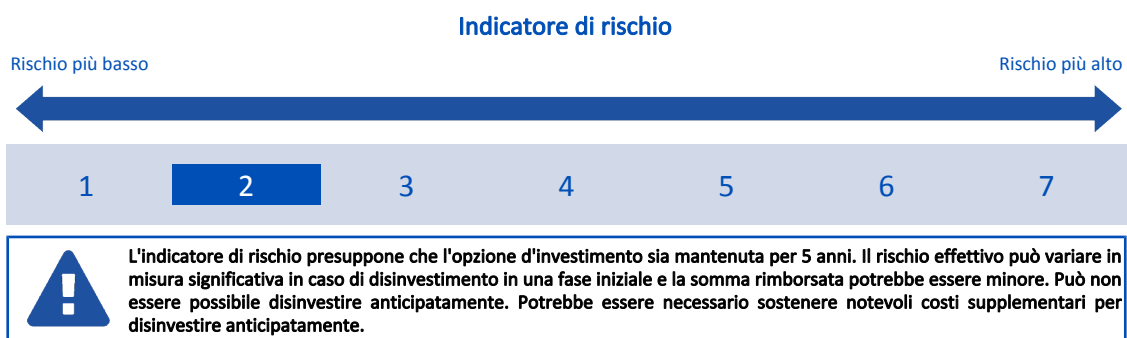 Indicatore di rischio
Rischio più basso
Rischio più alto
1 2 3 4 5 6 7
L'indicatore di rischio presuppone che l'opzione d'investimento sia mantenuta per 5 anni. Il rischio effettivo può variare in
misura significativa in caso di disinvestimento in una fase iniziale e la somma rimborsata potrebbe essere minore. Può non
essere possibile disinvestire anticipatamente. Potrebbe essere necessario sostenere notevoli costi supplementari per
disinvestire anticipatamente.